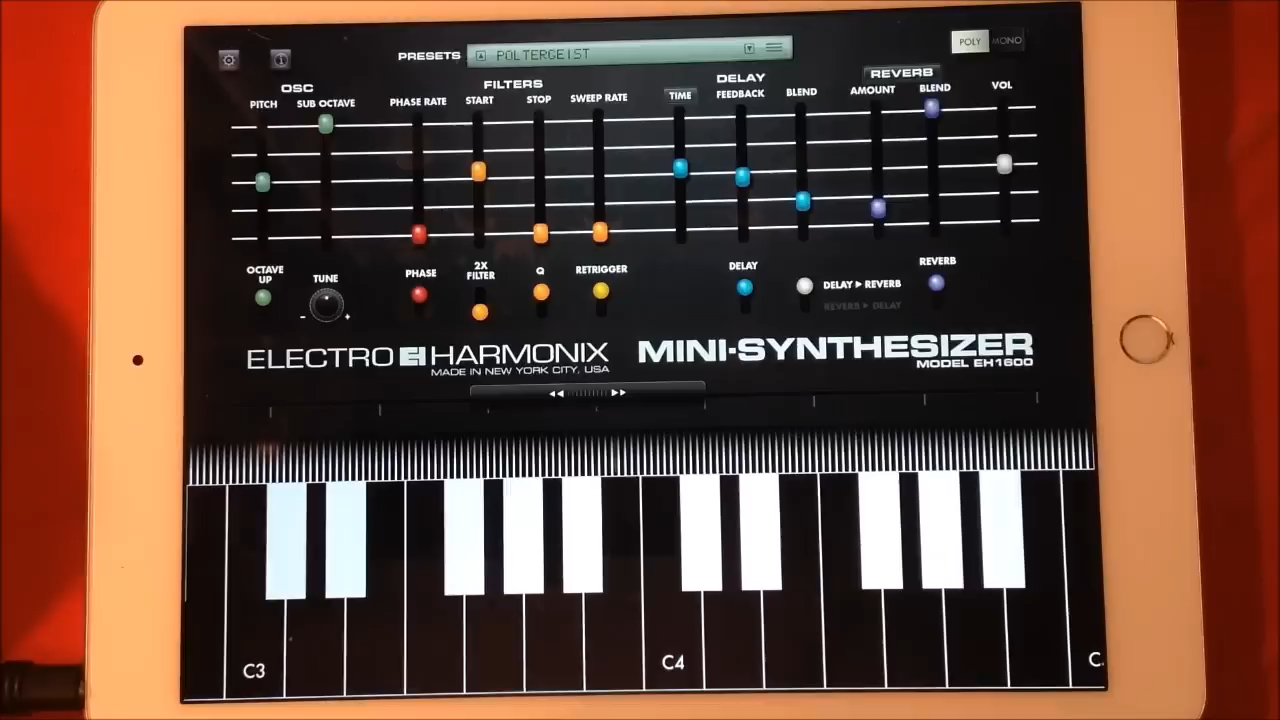 PRESETS POLTERGEIST POLY MONO
OSC FILTERS DELAY REVERB
PITCH SUB OCTAVE PHASE RATE START STOP SWEEP RATE TIME FEEDBACK BLEND AMOUNT BLEND VOL
OCTAVE UP TUNE PHASE 2X FILTER Q RETRIGGER DELAY DELAY ▶ REVERB REVERB
- +
REVERB ▶ DELAY
ELECTRO EH HARMONIX MINI-SYNTHESIZER
MADE IN NEW YORK CITY, USA MODEL EH1600
C3 C4 C